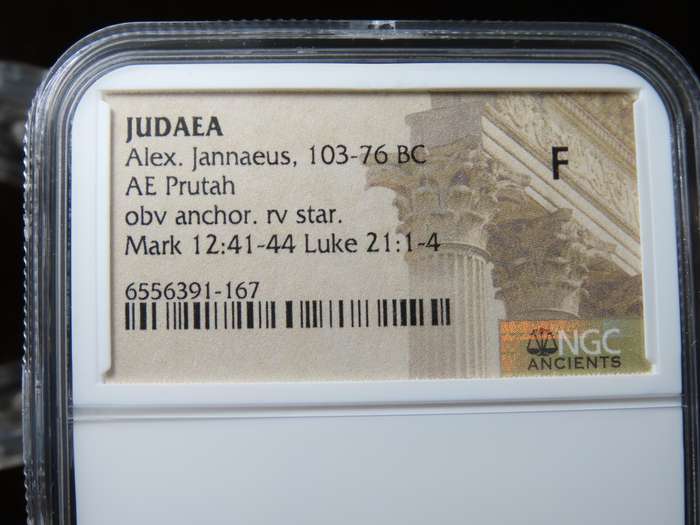 JUDAEA
Alex. Jannaeus, 103-76 BC
F
AE Prutah
obv anchor. rv star.
Mark 12:41-44 Luke 21:1-4
6556391-167
NGC
ANCIENTS